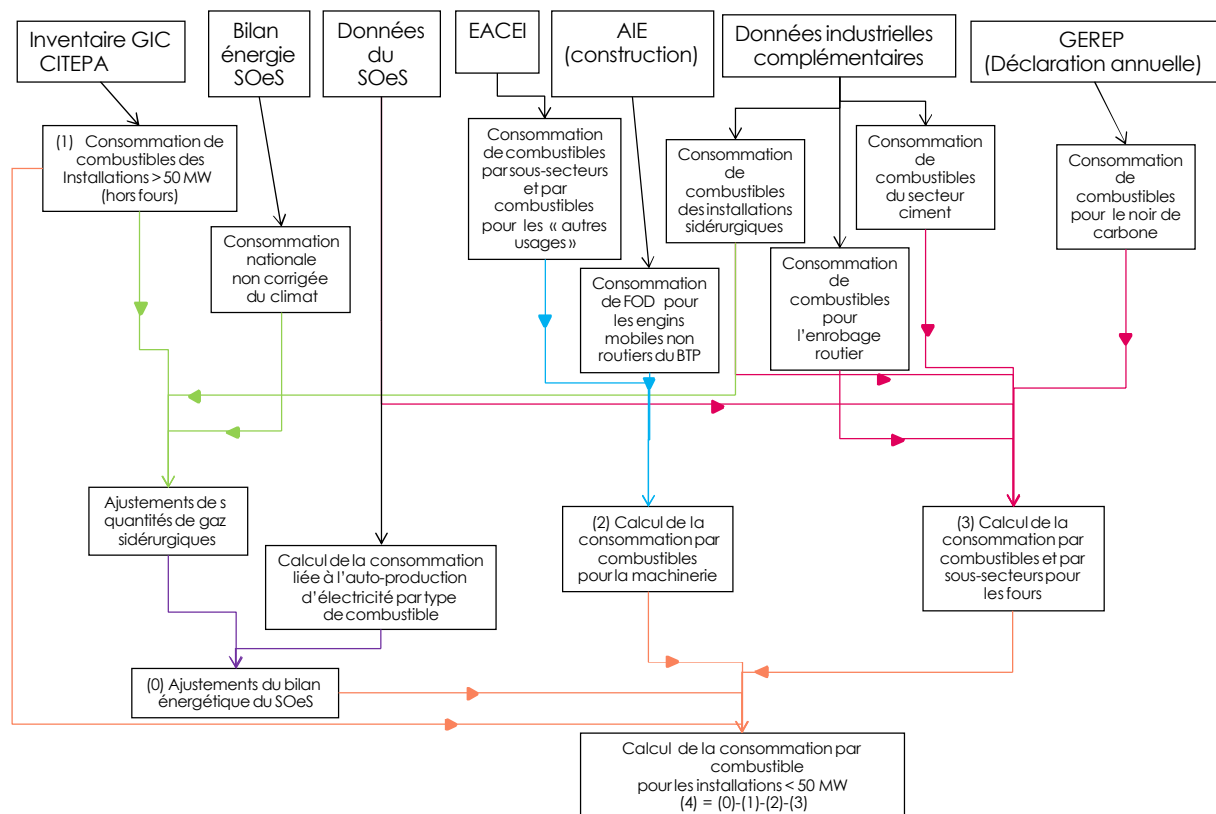 Inventaire GIC
CITEPA
Bilan
énergie
SOeS
Données
du
SOeS
EACEI
AIE
(construction)
Données industrielles
complémentaires
GEREP
(Déclaration annuelle)
(1) Consommation de
combustibles des
Installations > 50 MW
(hors fours)
Consommation
nationale
non corrigée
du climat
Consommation
de combustibles
par sous-secteurs
et par
combustibles
pour les « autres
usages »
Consommation
de FOD pour
les engins
mobiles non
routiers du BTP
Consommation
de
combustibles
des installations
sidérurgiques
Consommation
de
combustibles
pour
l’enrobage
routier
Consommation
de
combustibles
du secteur
ciment
Consommation
de
combustibles
pour le noir de
carbone
Ajustements de s
quantités de gaz
sidérurgiques
Calcul de la consommation
liée à l’auto-production
d’électricité par type
de combustible
(2) Calcul de la
consommation par
combustibles
pour la machinerie
(3) Calcul de la
consommation par
combustibles et par
sous-secteurs pour
les fours
(0) Ajustements du bilan
énergétique du SOeS
Calcul de la consommation par
combustible
pour les installations < 50 MW
(4) = (0)-(1)-(2)-(3)